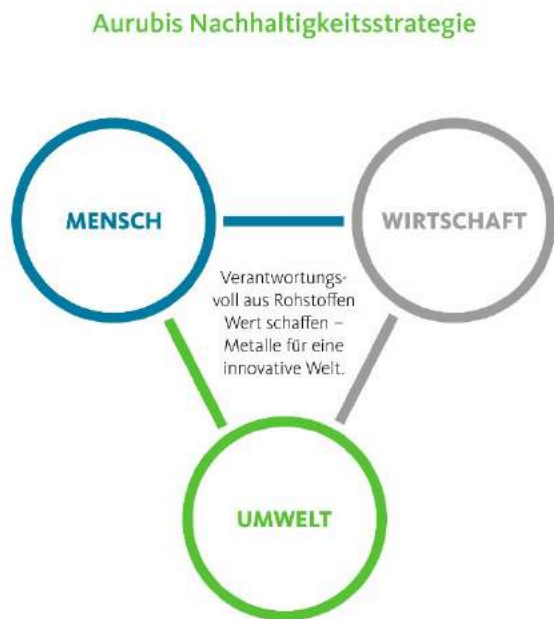 Aurubis Nachhaltigkeitsstrategie
MENSCH
WIRTSCHAFT
Verantwortungs-
voll aus Rohstoffen
Wert schaffen –
Metalle für eine
innovative Welt.
UMWELT